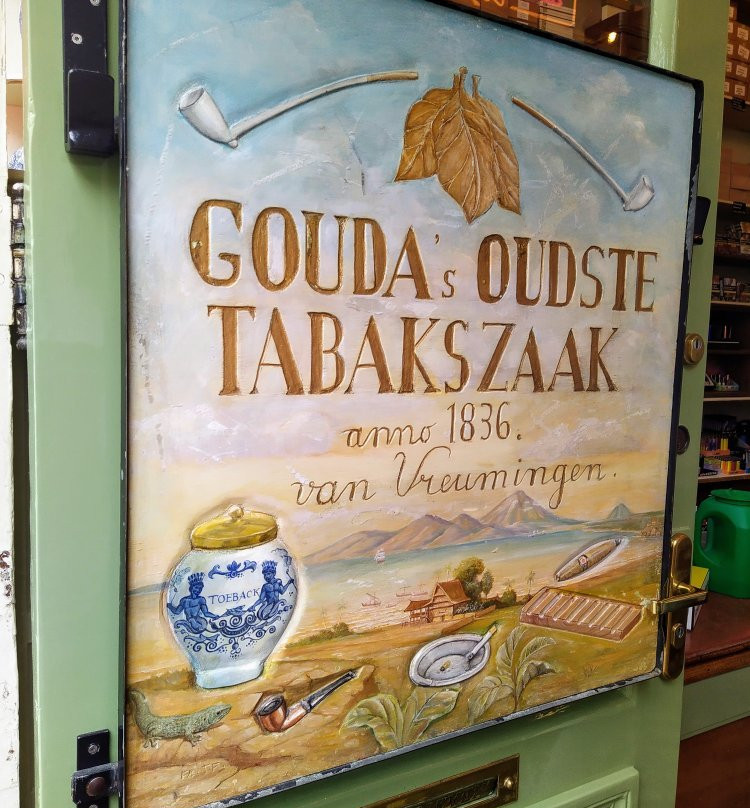 GOUDA's OUDSTE
TABAKSZAAK
anno 1836.
van Vreumingen.
TOEBACK